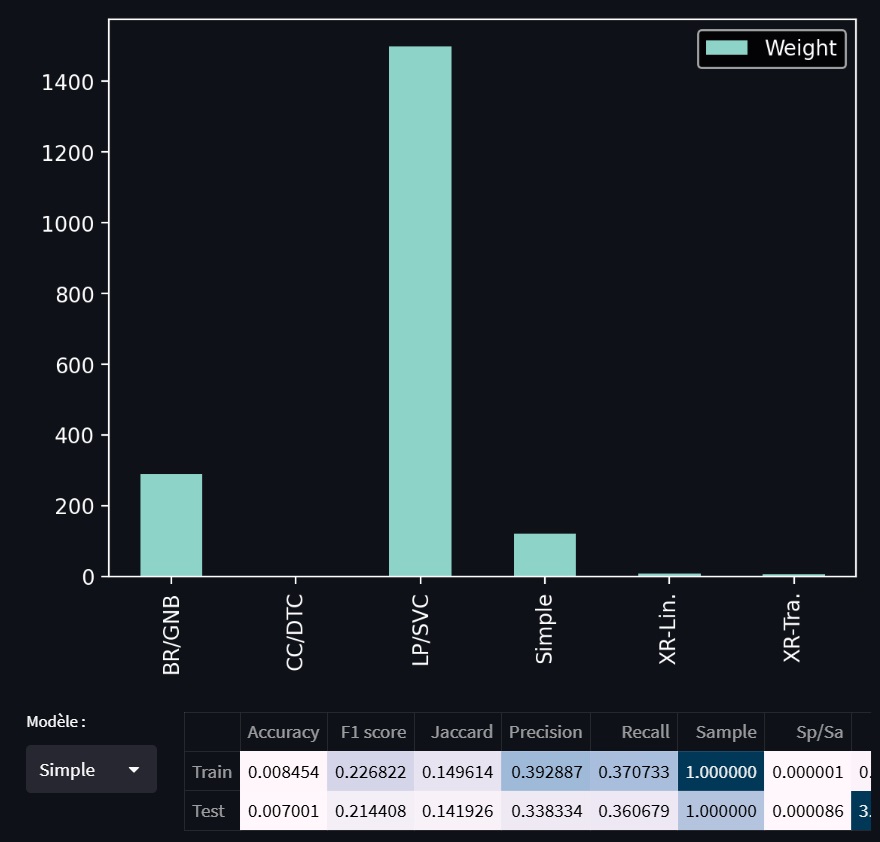 Weight
1400
1200
1000
800
600
400
200
0
BR/GNB CC/DTC LP/SVC Simple XR-Lin. XR-Tra.
Modèle :
Simple
Accuracy F1 score Jaccard Precision Recall Sample Sp/Sa
Train 0.008454 0.226822 0.149614 0.392887 0.370733 1.000000 0.000001 0.
Test 0.007001 0.214408 0.141926 0.338334 0.360679 1.000000 0.000086 3.